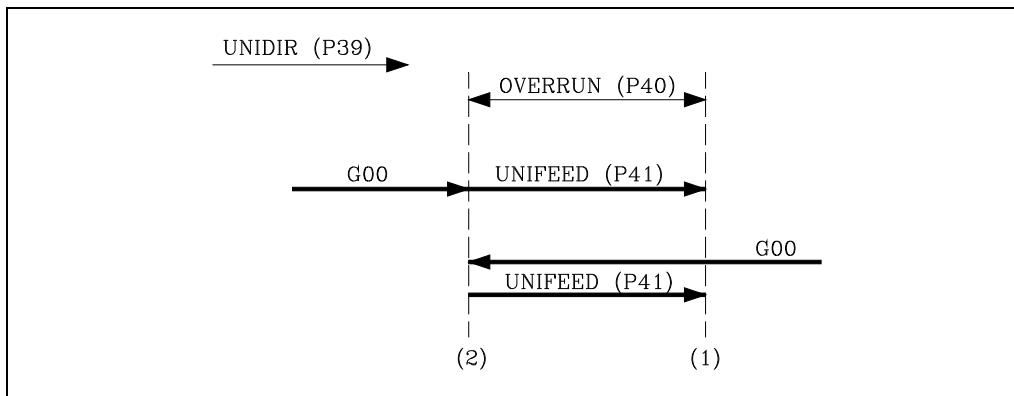 UNIDIR (P39)
OVERRUN (P40)
G00 UNIFEED (P41)
G00
UNIFEED (P41)
(2) (1)